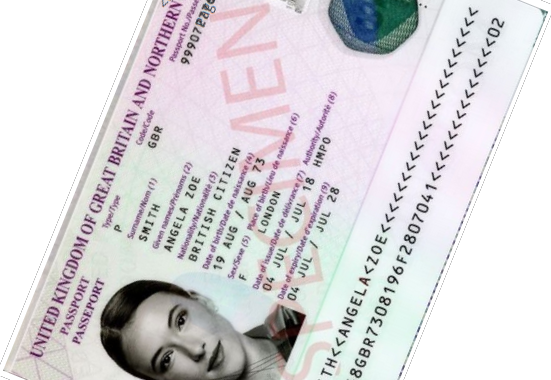 UNITED KINGDOM OF GREAT BRITAIN AND NORTHERN
PASSPORT
PASSEPORT
Type/Type
Code/Code
Passport No./Passe
P
GBR
Surname/Nom (1)
SMITH
Given names/Prénoms (2)
ANGELA ZOE
Nationality/Nationalité (3)
BRITISH CITIZEN
Date of birth/Date de naissance (4)
19 AUG / AUG 73
Sex/Sexe (5)
Place of birth/Lieu de naissance (6)
F
LONDON
Date of issue/Date de délivrance (7)
Authority/Autorité (8)
04 JUL / JUL 18
HMPO
Date of expiry/Date d'expiration (9)
04 JUL / JUL 28
SPECIMEN
TH<<ANGELA<ZOE<<<<<<<<<<<<<<<<<<<
8GBR7308196F2807041<<<<<<<<<<<<<<02